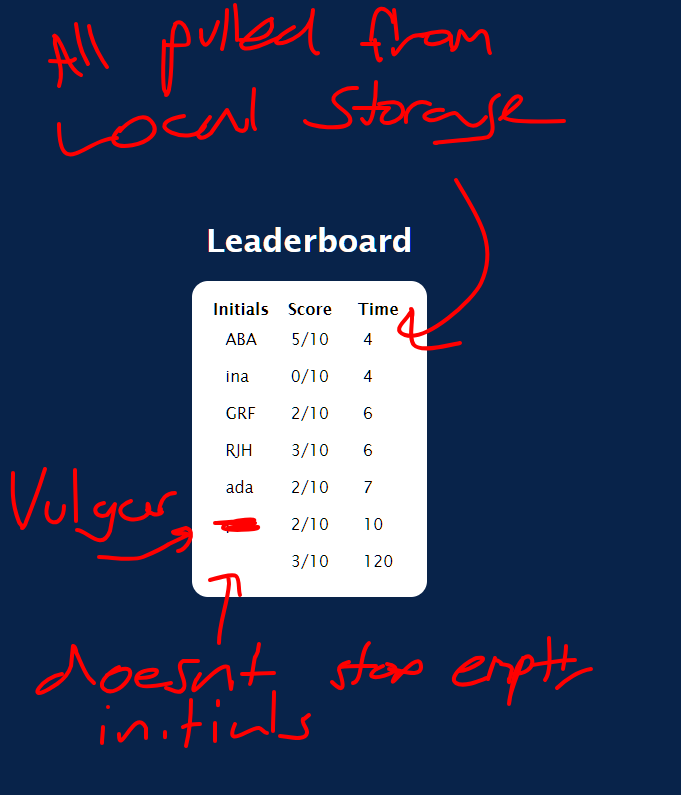 All pulled from
Local Storage
Leaderboard
Initials Score Time
ABA 5/10 4
ina 0/10 4
GRF 2/10 6
RJH 3/10 6
ada 2/10 7
Vulgar
2/10 10
3/10 120
doesnt stop empty
initials